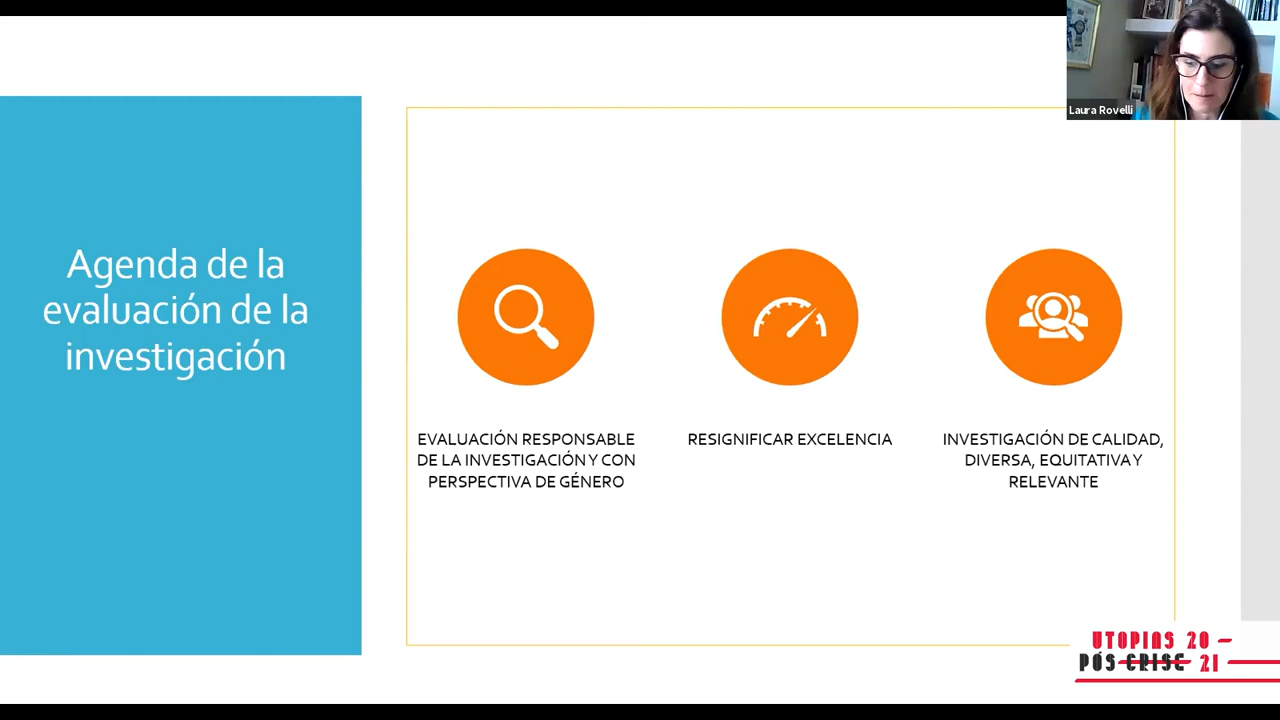 Laura Rovelli
Agenda de la
evaluación de la
investigación
EVALUACIÓN RESPONSABLE
DE LA INVESTIGACIÓN Y CON
PERSPECTIVA DE GÉNERO
RESIGNIFICAR EXCELENCIA
INVESTIGACIÓN DE CALIDAD,
DIVERSA, EQUITATIVA Y
RELEVANTE
UTOPIAS 20
PÓS CRISE 21